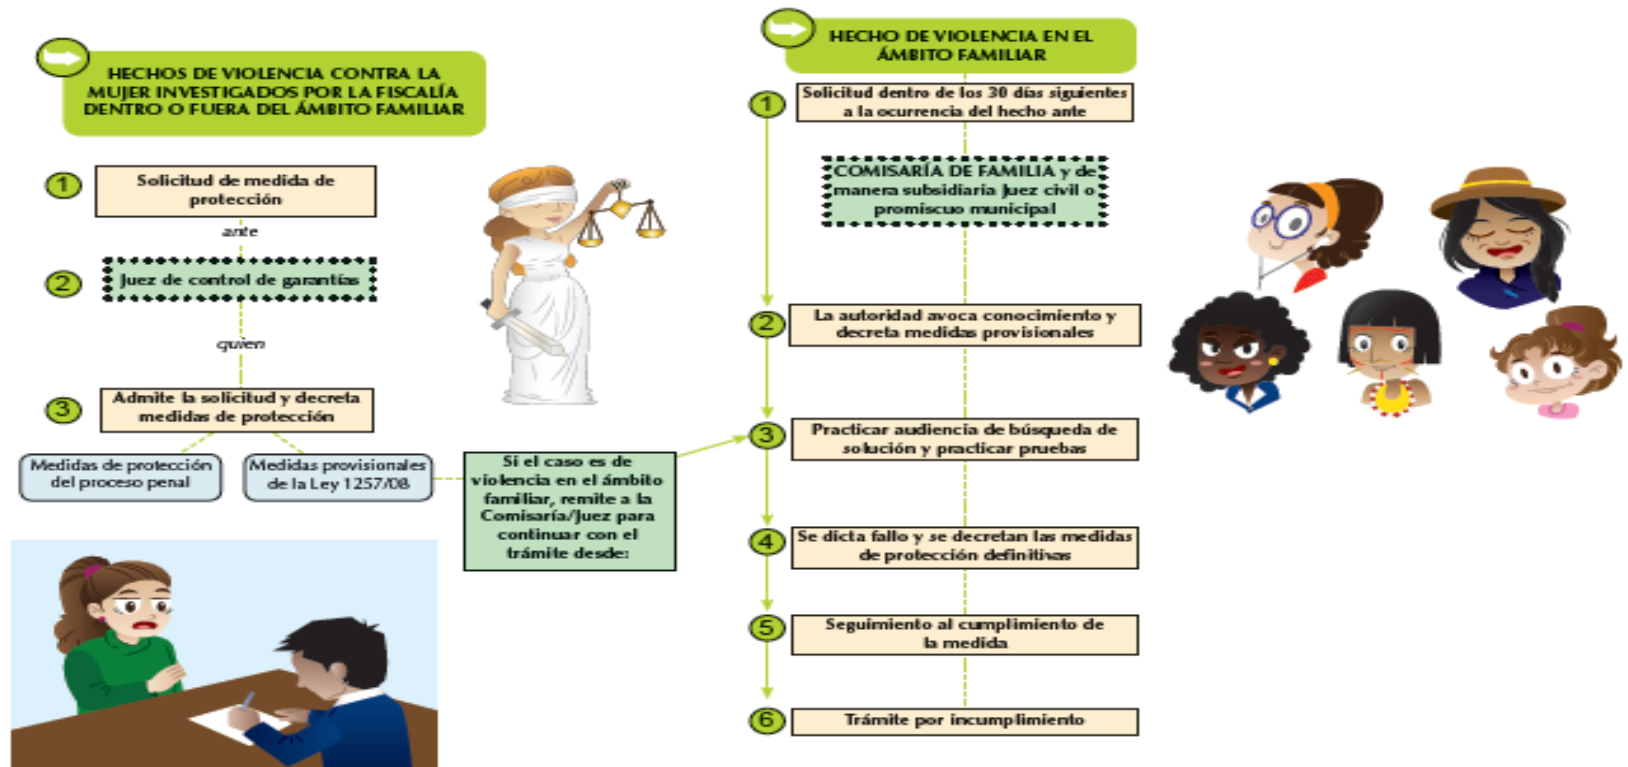 HECHOS DE VIOLENCIA CONTRA LA
MUJER INVESTIGADOS POR LA FISCALÍA
DENTRO O FUERA DEL ÁMBITO FAMILIAR
1
Solicitud de medida de
protección
ante
2
Juez de control de garantías
quien
3
Admite la solicitud y decreta
medidas de protección
Medidas de protección
del proceso penal
Medidas provisionales
de la Ley 1257/08
Si el caso es de
violencia en el ámbito
familiar, remite a la
Comisaría/Juez para
continuar con el
trámite desde:
HECHO DE VIOLENCIA EN EL
ÁMBITO FAMILIAR
1
Solicitud dentro de los 30 días siguientes
a la ocurrencia del hecho ante
COMISARÍA DE FAMILIA y de
manera subsidiaria Juez civil o
promiscuo municipal
2
La autoridad avoca conocimiento y
decreta medidas provisionales
3
Practicar audiencia de búsqueda de
solución y practicar pruebas
4
Se dicta fallo y se decretan las medidas
de protección definitivas
5
Seguimiento al cumplimiento de
la medida
6
Trámite por incumplimiento